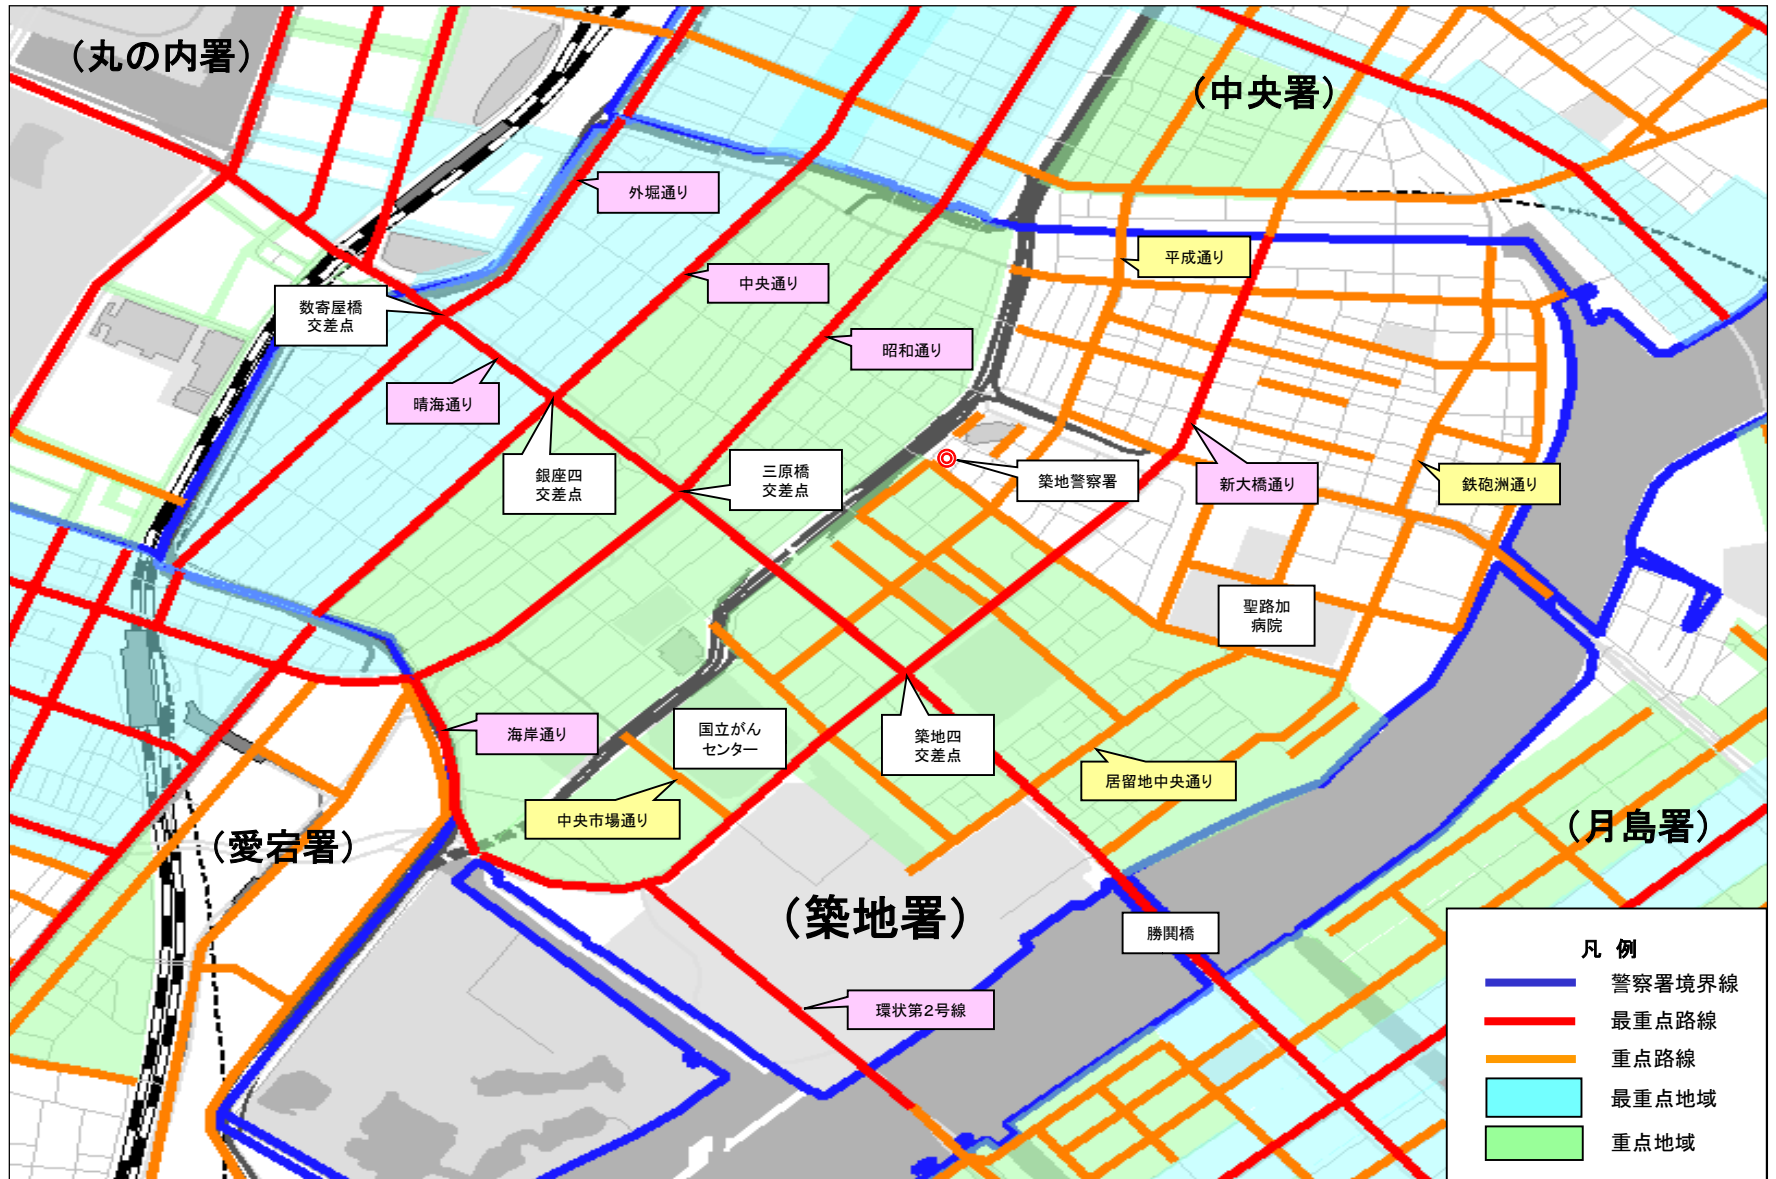 （丸の内署）
（中央署）
外堀通り
平成通り
中央通り
数寄屋橋
交差点
昭和通り
晴海通り
銀座四
交差点
三原橋
交差点
築地警察署
新大橋通り
鉄砲洲通り
聖路加
病院
海岸通り
国立がん
センター
築地四
交差点
居留地中央通り
中央市場通り
（愛宕署）
（月島署）
（築地署）
勝鬨橋
環状第2号線
凡 例
警察署境界線
最重点路線
重点路線
最重点地域
重点地域